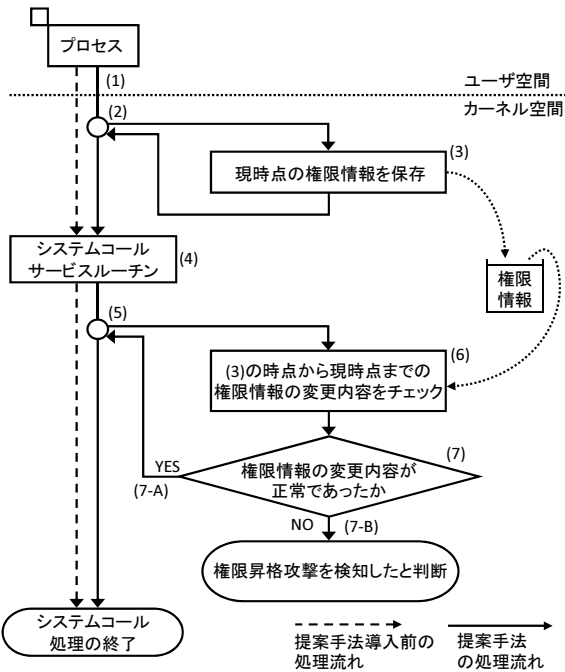 プロセス
(1)
ユーザ空間
カーネル空間
(2)
現時点の権限情報を保存
(3)
システムコール
サービスルーチン
(4)
権限
情報
(5)
(3)の時点から現時点までの
権限情報の変更内容をチェック
(6)
権限情報の変更内容が
正常であったか
(7)
YES
(7-A)
NO
(7-B)
権限昇格攻撃を検知したと判断
システムコール
処理の終了
提案手法導入前の
処理流れ
提案手法
の処理流れ